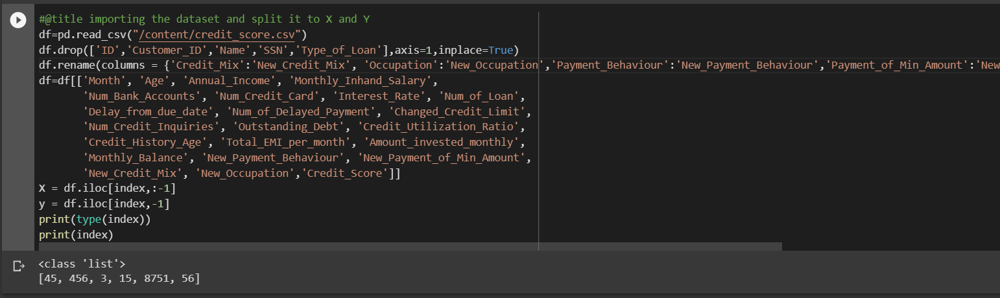 #@title importing the dataset and split it to X and Y
df=pd.read_csv("/content/credit_score.csv")
df.drop(['ID','Customer_ID','Name','SSN','Type_of_Loan'],axis=1,inplace=True)
df.rename(columns = {'Credit_Mix':'New_Credit_Mix', 'Occupation':'New_Occupation','Payment_Behaviour':'New_Payment_Behaviour','Payment_of_Min_Amount':'New
df=df[['Month', 'Age', 'Annual_Income', 'Monthly_Inhand_Salary',
'Num_Bank_Accounts', 'Num_Credit_Card', 'Interest_Rate', 'Num_of_Loan',
'Delay_from_due_date', 'Num_of_Delayed_Payment', 'Changed_Credit_Limit',
'Num_Credit_Inquiries', 'Outstanding_Debt', 'Credit_Utilization_Ratio',
'Credit_History_Age', 'Total_EMI_per_month', 'Amount_invested_monthly',
'Monthly_Balance', 'New_Payment_Behaviour', 'New_Payment_of_Min_Amount',
'New_Credit_Mix', 'New_Occupation','Credit_Score']]
X = df.iloc[index,:-1]
y = df.iloc[index,-1]
print(type(index))
print(index)
<class 'list'>
[45, 456, 3, 15, 8751, 56]